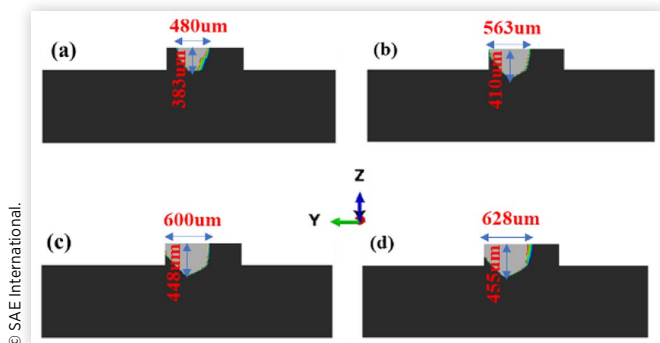 (a)
480um
383um
(b)
563um
410um
Z
Y
X
(c)
600um
448um
(d)
628um
455um
© SAE International.